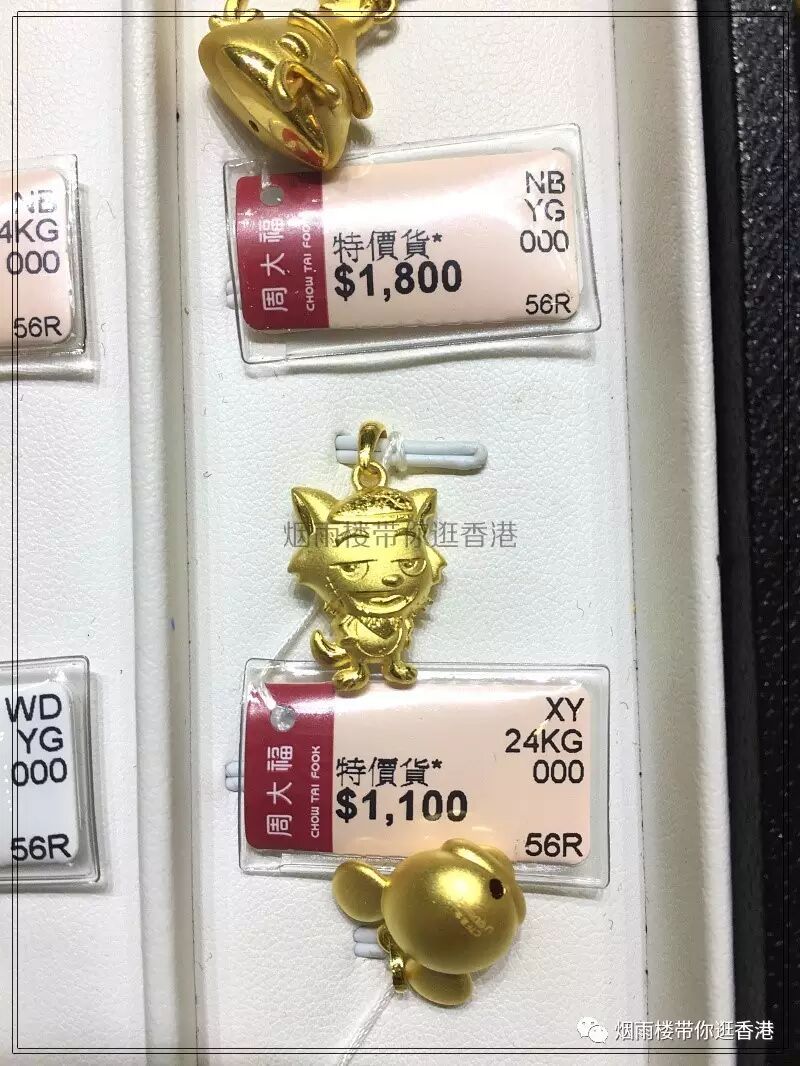 NB
4KG
000
56R
周大福
CHOW TAI FOOK
特價貨*
$1,800
NB
YG
000
56R
烟雨楼带你逛香港
WD
YG
000
56R
周大福
CHOW TAI FOOK
特價貨*
$1,100
XY
24KG
000
56R
烟雨楼带你逛香港